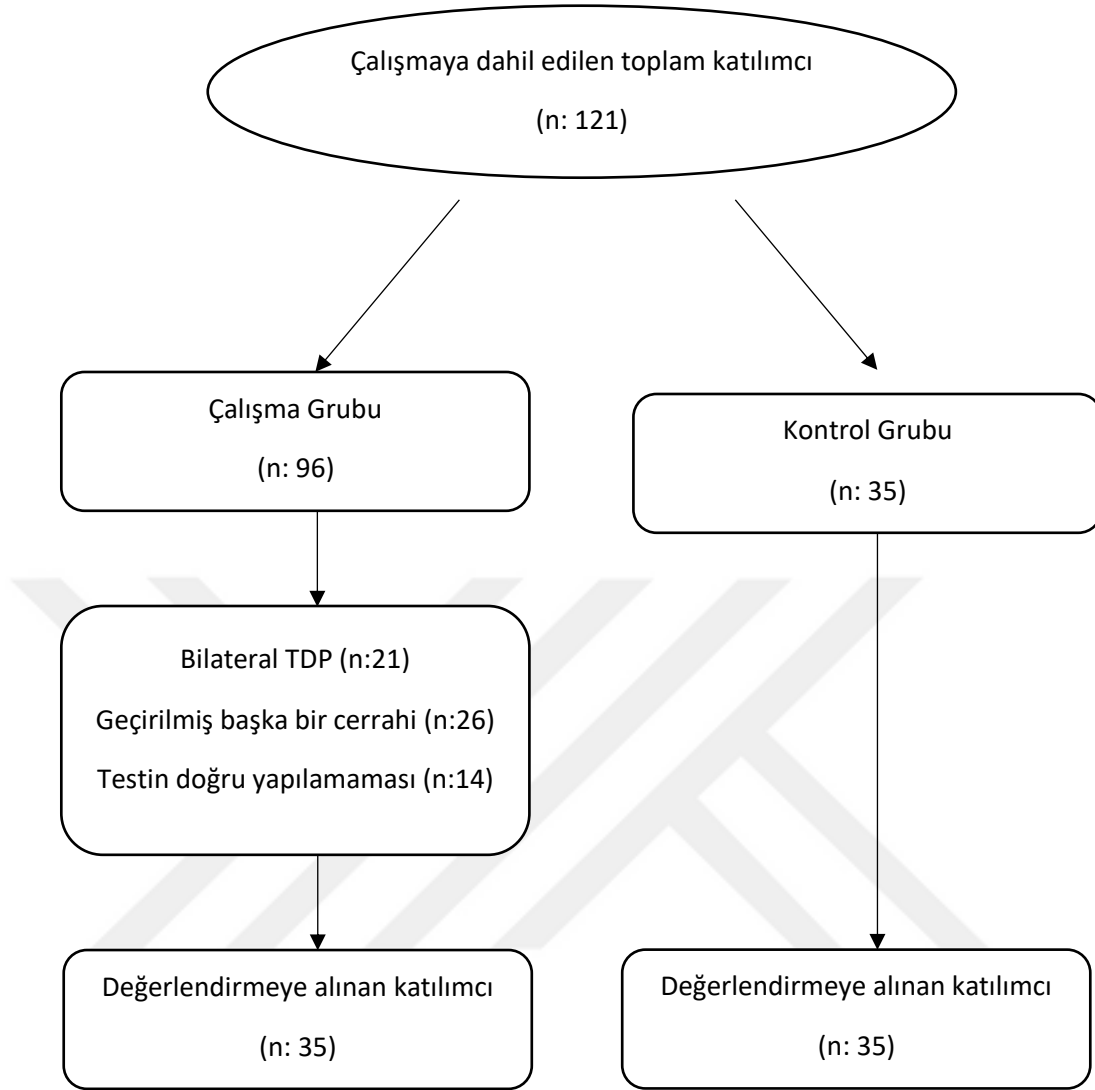 Çalışmaya dahil edilen toplam katılımcı
(n: 121)
Çalışma Grubu
(n: 96)
Kontrol Grubu
(n: 35)
Bilateral TDP (n:21)
Geçirilmiş başka bir cerrahi (n:26)
Testin doğru yapılamaması (n:14)
Değerlendirmeye alınan katılımcı
(n: 35)
Değerlendirmeye alınan katılımcı
(n: 35)